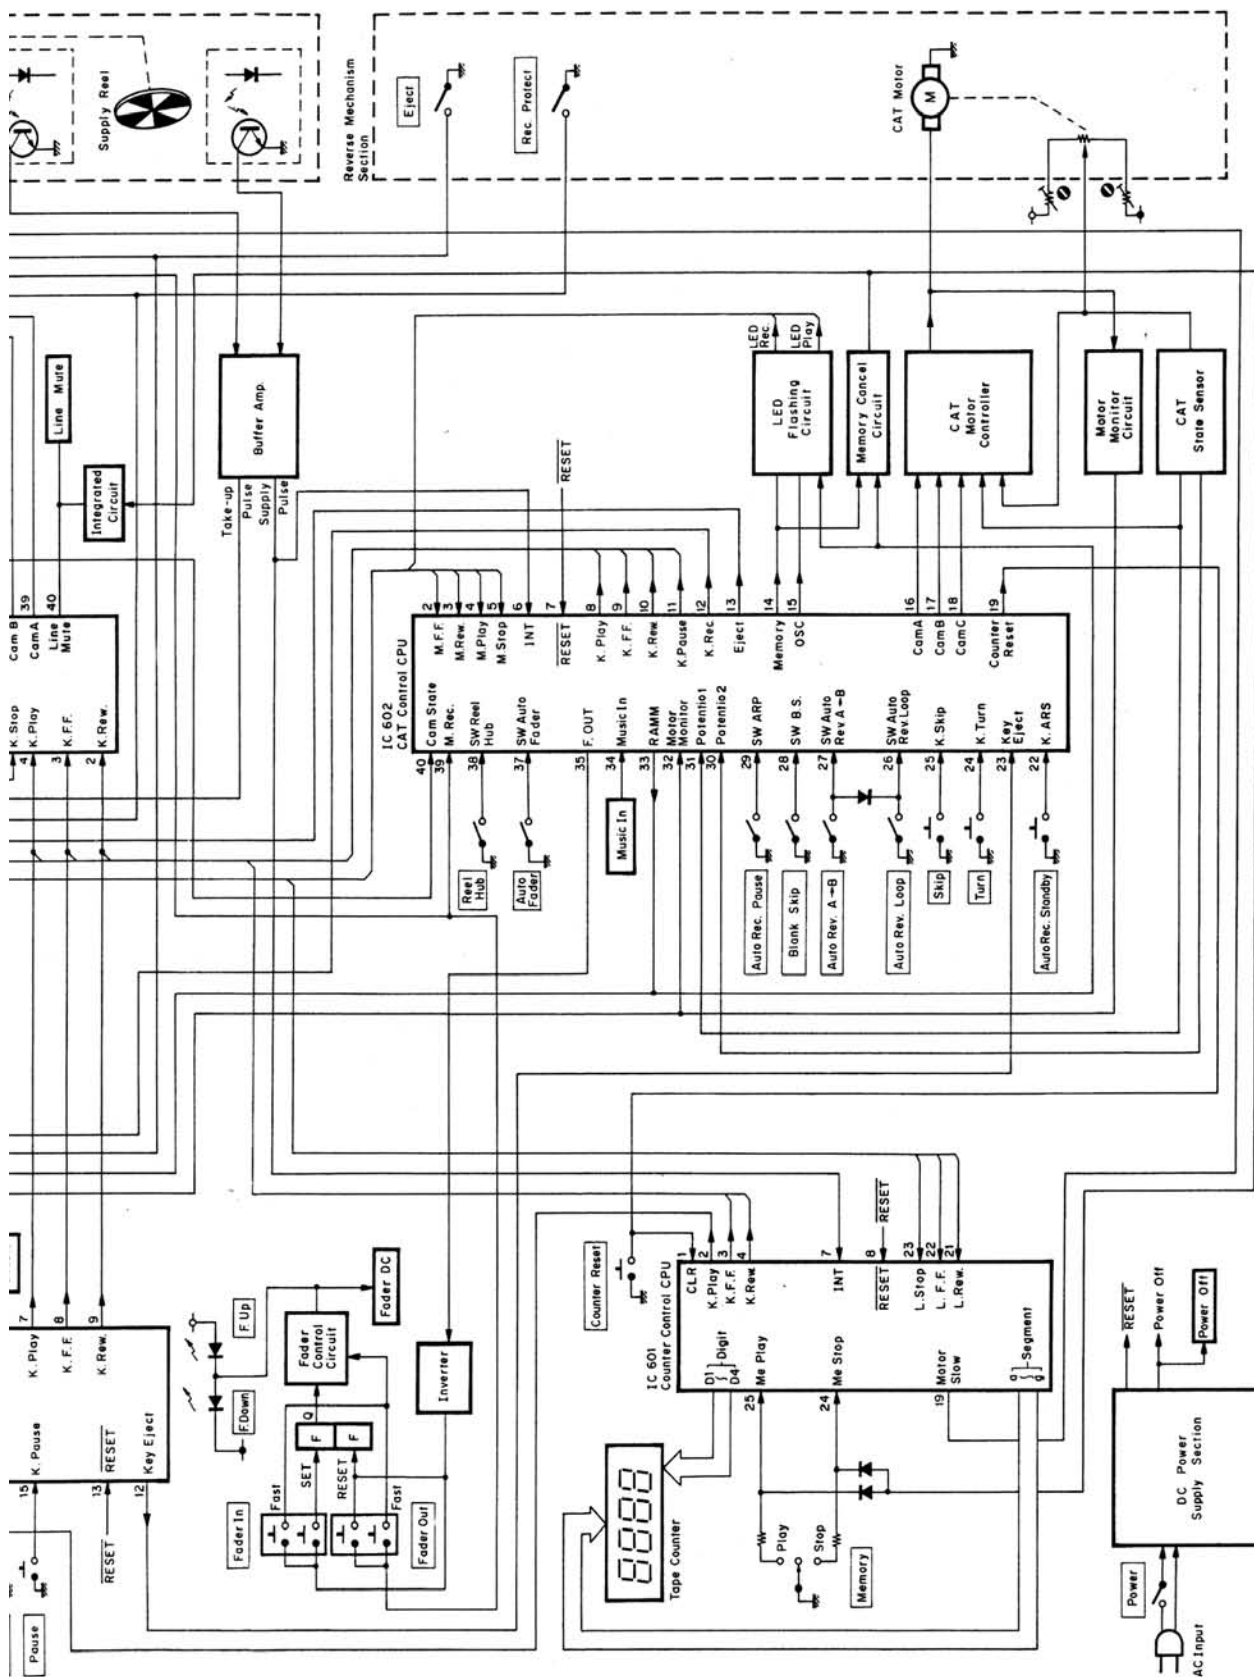 Supply Reel
Reverse Mechanism
Section
Eject
Rec. Protect
CAT Motor
M
Line Mute
Integrated
Circuit
Buffer Amp.
Take-up
Pulse
Supply
Pulse
LED
Rec.
LED
Play
LED
Flashing
Circuit
Memory Cancel
Circuit
CAT
Motor
Controller
Motor
Monitor
Circuit
CAT
State Sensor
Cam B
39
Cam A
40
Line
Mute
K.Stop
4
K.Play
3
K.F.F.
2
K.Rew.
IC 602
CAT Control CPU
2
M.F.F.
3
M.Rew.
4
M.Play
5
M.Stop
6
INT
7
RESET
RESET
8
K.Play
9
K.F.F.
10
K.Rew.
11
K.Pause
12
K.Rec.
13
Eject
14
Memory
15
OSC
16
CamA
17
CamB
18
CamC
19
Counter
Reset
40
Cam State
39
M. Rec.
38
SW Reel
Hub
37
SW Auto
Fader
35
F. OUT
34
Music In
33
RAMM
32
Motor
Monitor
31
Potentio1
30
Potentio2
29
SW ARP
28
SW B.S.
27
SW Auto
Rev. A→B
26
SW Auto
Rev. Loop
25
K.Skip
24
K.Turn
23
Key
Eject
22
K. ARS
Reel
Hub
Auto
Fader
Music In
Auto Rec. Pause
Blank Skip
Auto Rev. A→B
Auto Rev. Loop
Skip
Turn
Auto Rec. Standby
7
K. Play
8
K.F.F.
9
K.Rew.
15
K. Pause
13
RESET
12
Key Eject
RESET
Pause
F. Up
F.Down
Fader DC
Fader
Control
Circuit
Inverter
Q
F
F
SET
RESET
Fast
Fast
Fader In
Fader Out
Counter Reset
IC 601
Counter Control CPU
1
CLR
2
K.Play
3
K.F.F.
4
K.Rew.
7
INT
8
RESET
RESET
23
L.Stop
22
L. F. F.
21
L.Rew.
D1
D4
Digit
25
Me Play
24
Me Stop
19
Motor
Slow
a
g
Segment
Tape Counter
8888
Play
Stop
Memory
RESET
Power Off
Power Off
DC Power
Supply Section
Power
AC Input